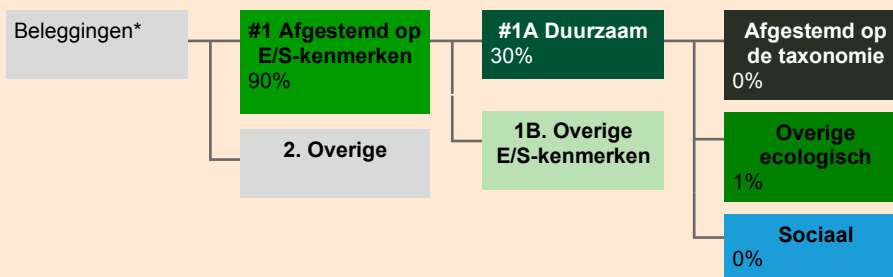 Beleggingen*
#1 Afgestemd op
E/S-kenmerken
90%
2. Overige
#1A Duurzaam
30%
1B. Overige
E/S-kenmerken
Afgestemd op
de taxonomie
0%
Overige
ecologisch
1%
Sociaal
0%